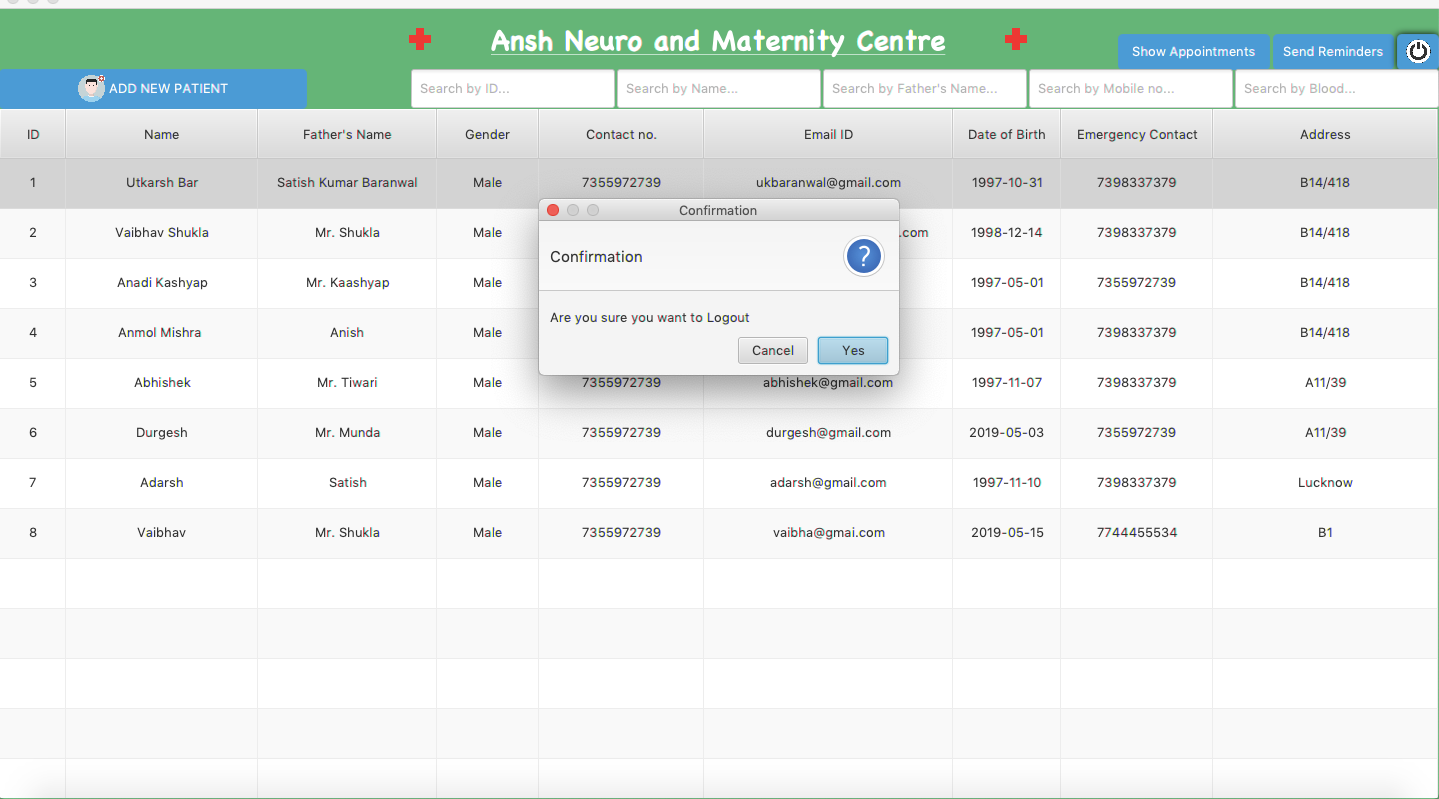 Ansh Neuro and Maternity Centre
Show Appointments Send Reminders
ADD NEW PATIENT Search by ID... Search by Name... Search by Father's Name... Search by Mobile no... Search by Blood...
ID Name Father's Name Gender Contact no. Email ID Date of Birth Emergency Contact Address
1 Utkarsh Bar Satish Kumar Baranwal Male 7355972739 ukbaranwal@gmail.com 1997-10-31 7398337379 B14/418
Confirmation
2 Vaibhav Shukla Mr. Shukla Male .com 1998-12-14 7398337379 B14/418
Confirmation ?
3 Anadi Kashyap Mr. Kaashyap Male 1997-05-01 7355972739 B14/418
Are you sure you want to Logout
4 Anmol Mishra Anish Male 1997-05-01 7398337379 B14/418
Cancel Yes
5 Abhishek Mr. Tiwari Male 7355972739 abhishek@gmail.com 1997-11-07 7398337379 A11/39
6 Durgesh Mr. Munda Male 7355972739 durgesh@gmail.com 2019-05-03 7355972739 A11/39
7 Adarsh Satish Male 7355972739 adarsh@gmail.com 1997-11-10 7398337379 Lucknow
8 Vaibhav Mr. Shukla Male 7355972739 vaibha@gmai.com 2019-05-15 7744455534 B1